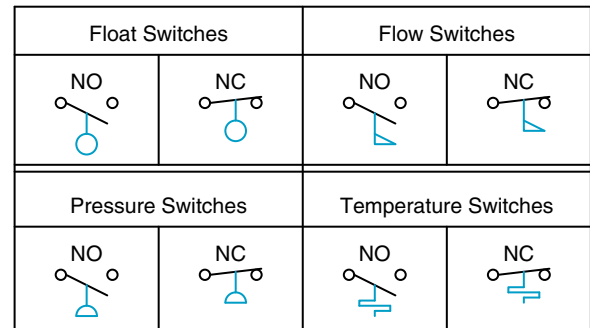 Float Switches Flow Switches
NO NC NO NC
Pressure Switches Temperature Switches
NO NC NO NC